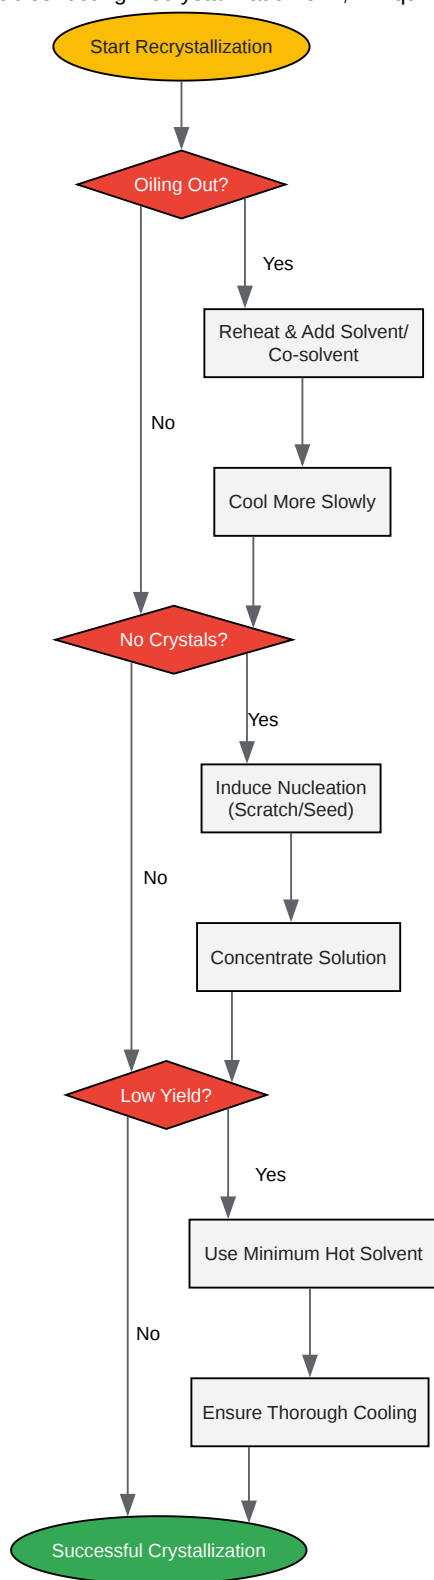 Start Recrystallization
Oiling Out?
Yes
Reheat & Add Solvent/
Co-solvent
No
Cool More Slowly
No Crystals?
Yes
Induce Nucleation
(Scratch/Seed)
No
Concentrate Solution
Low Yield?
Yes
Use Minimum Hot Solvent
No
Ensure Thorough Cooling
Successful Crystallization